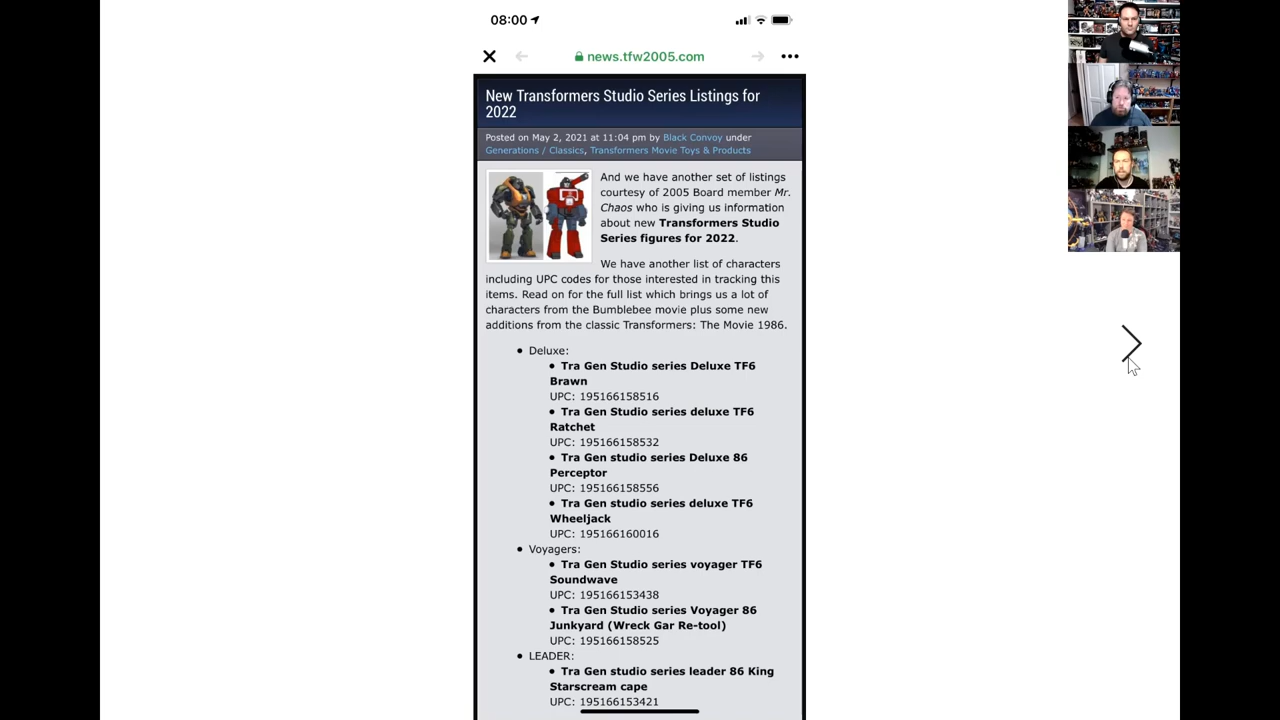 08:00
news.tfw2005.com
New Transformers Studio Series Listings for
2022
Posted on May 2, 2021 at 11:04 pm by Black Convoy under
Generations / Classics, Transformers Movie Toys & Products
And we have another set of listings
courtesy of 2005 Board member Mr.
Chaos who is giving us information
about new Transformers Studio
Series figures for 2022.
We have another list of characters
including UPC codes for those interested in tracking this
items. Read on for the full list which brings us a lot of
characters from the Bumblebee movie plus some new
additions from the classic Transformers: The Movie 1986.
• Deluxe:
• Tra Gen Studio series Deluxe TF6
Brawn
UPC: 195166158516
• Tra Gen Studio series deluxe TF6
Ratchet
UPC: 195166158532
• Tra Gen studio series Deluxe 86
Perceptor
UPC: 195166158556
• Tra Gen studio series deluxe TF6
Wheeljack
UPC: 195166160016
• Voyagers:
• Tra Gen Studio series voyager TF6
Soundwave
UPC: 195166153438
• Tra Gen Studio series Voyager 86
Junkyard (Wreck Gar Re-tool)
UPC: 195166158525
• LEADER:
• Tra Gen studio series leader 86 King
Starscream cape
UPC: 195166153421